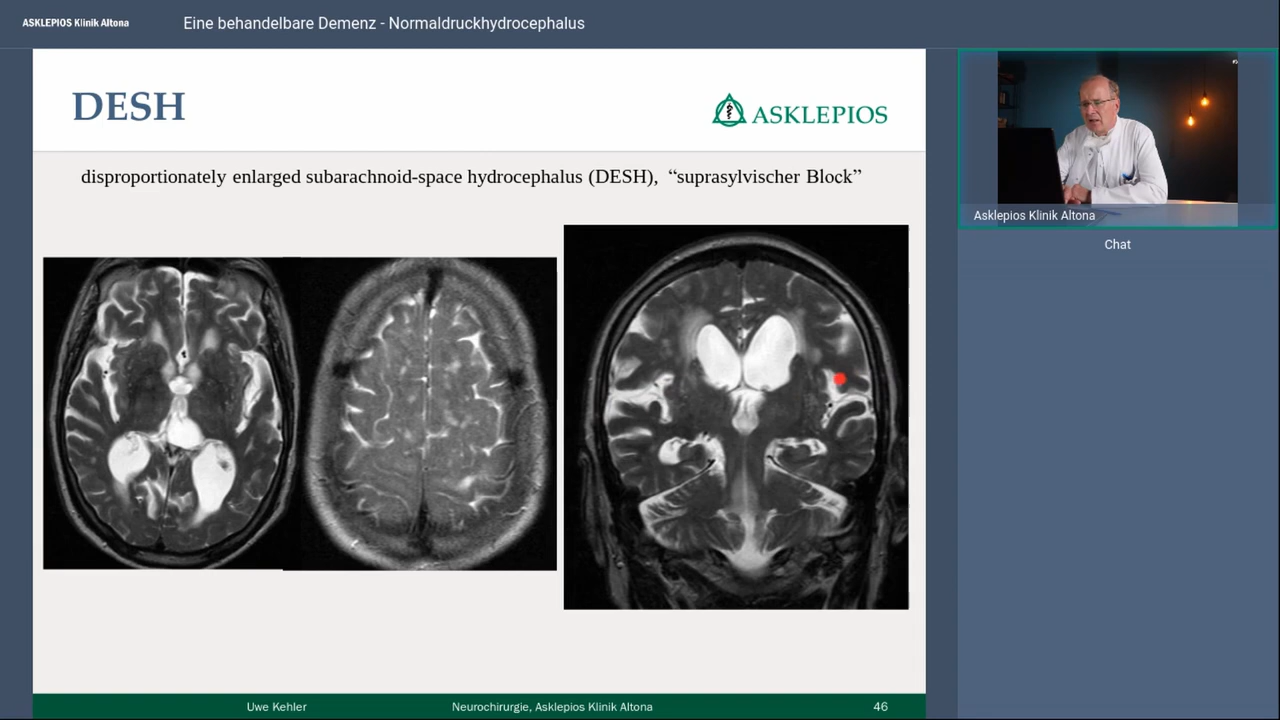 ASKLEPIOS Klinik Altona
Eine behandelbare Demenz - Normaldruckhydrocephalus
DESH
ASKLEPIOS
disproportionately enlarged subarachnoid-space hydrocephalus (DESH), “suprasylvischer Block”
Asklepios Klinik Altona
Chat
Uwe Kehler
Neurochirurgie, Asklepios Klinik Altona
46